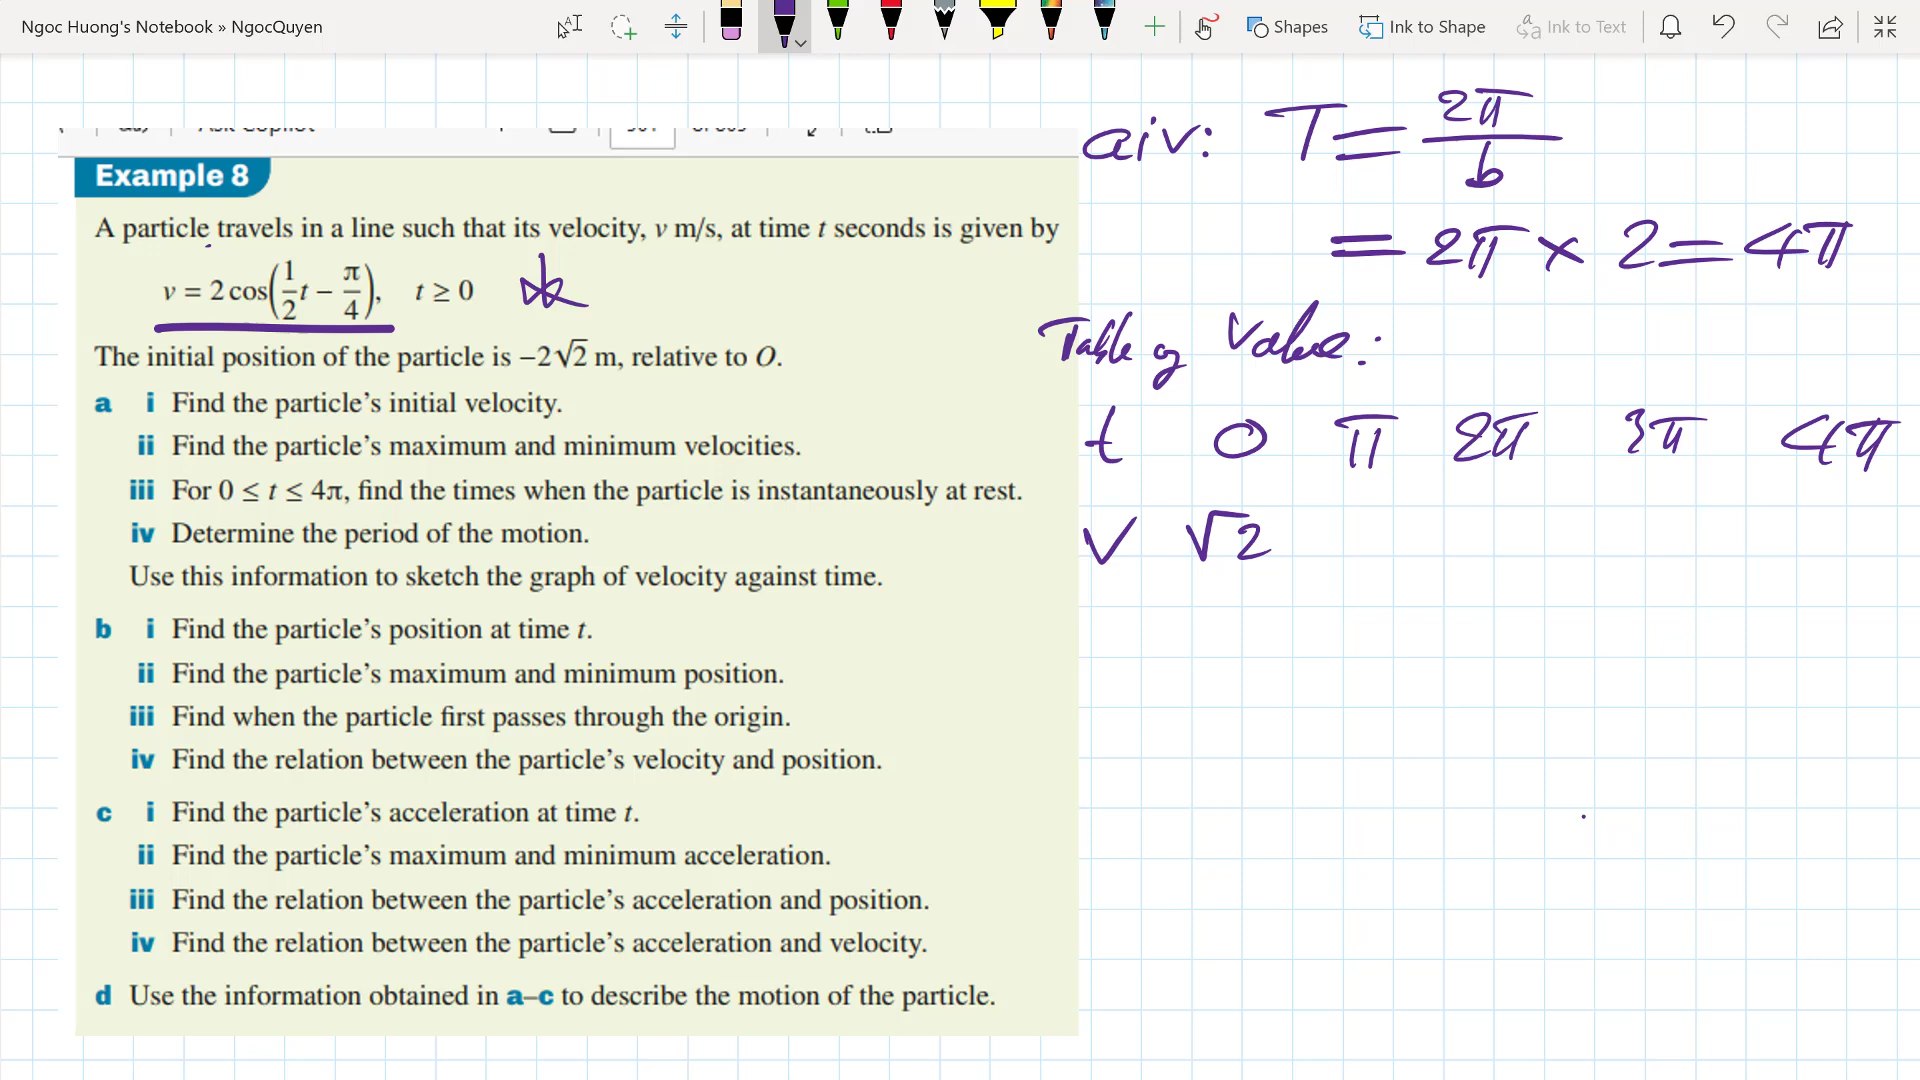 Ngoc Huong's Notebook » NgocQuyen
Shapes
Ink to Shape
Ink to Text
Example 8
A particle travels in a line such that its velocity, v m/s, at time t seconds is given by
v = 2 cos(1/2 t − π/4), t ≥ 0
The initial position of the particle is −2√2 m, relative to O.
a i Find the particle's initial velocity.
ii Find the particle's maximum and minimum velocities.
iii For 0 ≤ t ≤ 4π, find the times when the particle is instantaneously at rest.
iv Determine the period of the motion.
Use this information to sketch the graph of velocity against time.
b i Find the particle's position at time t.
ii Find the particle's maximum and minimum position.
iii Find when the particle first passes through the origin.
iv Find the relation between the particle's velocity and position.
c i Find the particle's acceleration at time t.
ii Find the particle's maximum and minimum acceleration.
iii Find the relation between the particle's acceleration and position.
iv Find the relation between the particle's acceleration and velocity.
d Use the information obtained in a–c to describe the motion of the particle.
aiv: T = 2π/b
= 2π × 2 = 4π
Table of Value:
t 0 π 2π 3π 4π
V √2